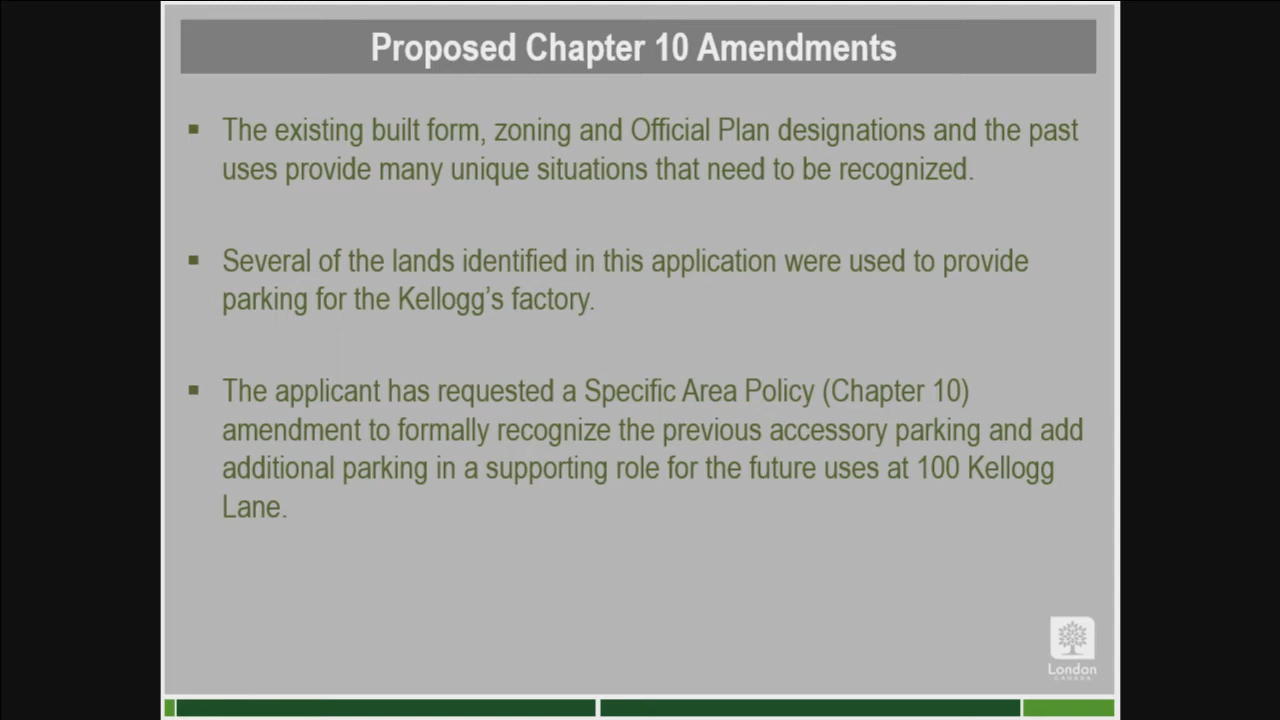 Proposed Chapter 10 Amendments
▪ The existing built form, zoning and Official Plan designations and the past
uses provide many unique situations that need to be recognized.
▪ Several of the lands identified in this application were used to provide
parking for the Kellogg's factory.
▪ The applicant has requested a Specific Area Policy (Chapter 10)
amendment to formally recognize the previous accessory parking and add
additional parking in a supporting role for the future uses at 100 Kellogg
Lane.
London
CANADA